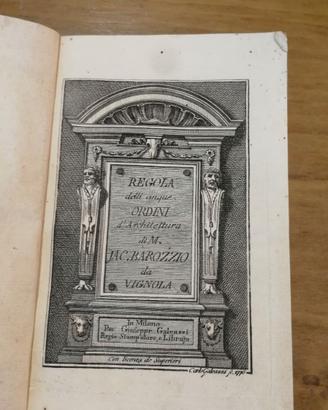 REGOLA
delli cinque
ORDINI
d'Architettura
di M.
JAC. BAROZZIO
da
VIGNOLA
In Milano
Per Giuseppe Galeazzi
Regio Stampatore, e Librajo
Con licenza de' Superiori